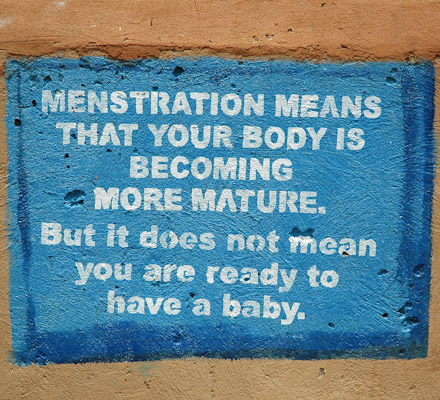 MENSTRATION MEANS
THAT YOUR BODY IS
BECOMING
MORE MATURE.
But it does not mean
you are ready to
have a baby.